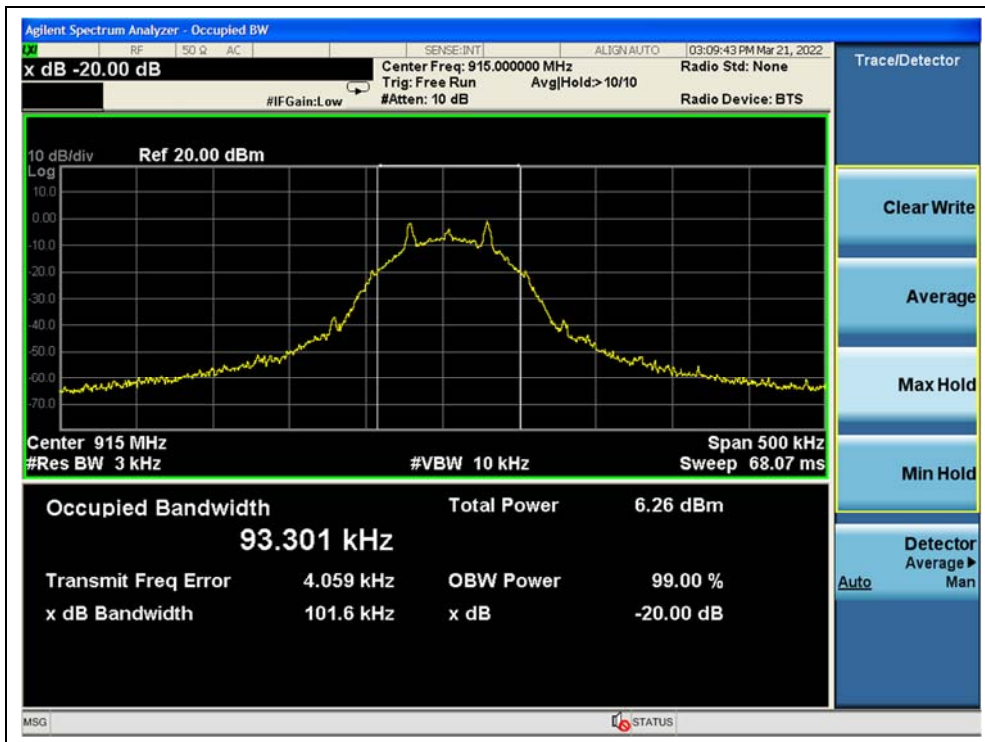 Agilent Spectrum Analyzer - Occupied BW
LXI RF 50 Ω AC SENSE:INT ALIGN AUTO 03:09:43 PM Mar 21, 2022
x dB -20.00 dB
Center Freq: 915.000000 MHz
Radio Std: None
Trig: Free Run
Avg|Hold:> 10/10
#IFGain:Low
#Atten: 10 dB
Radio Device: BTS
10 dB/div
Ref 20.00 dBm
Log
10.0
0.00
-10.0
-20.0
-30.0
-40.0
-50.0
-60.0
-70.0
Center 915 MHz
Span 500 kHz
#Res BW 3 kHz
#VBW 10 kHz
Sweep 68.07 ms
Occupied Bandwidth
93.301 kHz
Total Power 6.26 dBm
Transmit Freq Error 4.059 kHz
OBW Power 99.00 %
x dB Bandwidth 101.6 kHz
x dB -20.00 dB
Trace/Detector
Clear Write
Average
Max Hold
Min Hold
Detector
Average▶
Auto Man
MSG
STATUS